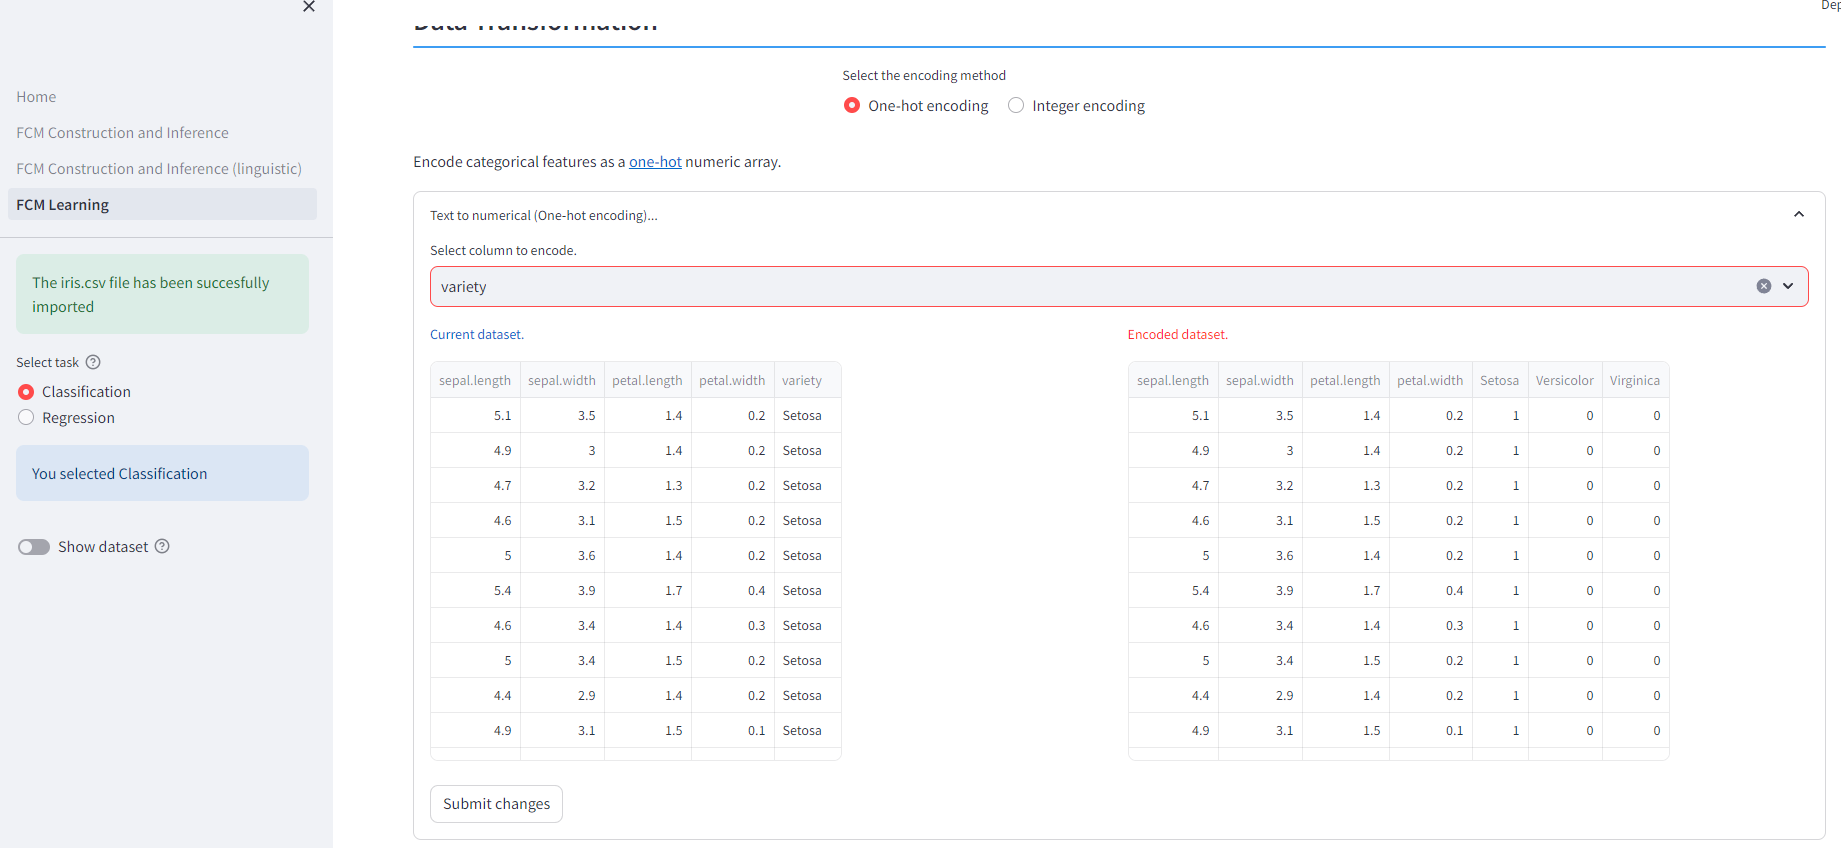 Home
FCM Construction and Inference
FCM Construction and Inference (linguistic)
FCM Learning
The iris.csv file has been succesfully
imported
Select task
Classification
Regression
You selected Classification
Show dataset
Data Transformation
Select the encoding method
One-hot encoding Integer encoding
Encode categorical features as a one-hot numeric array.
Text to numerical (One-hot encoding)...
Select column to encode.
variety
Current dataset.
sepal.length sepal.width petal.length petal.width variety
5.1 3.5 1.4 0.2 Setosa
4.9 3 1.4 0.2 Setosa
4.7 3.2 1.3 0.2 Setosa
4.6 3.1 1.5 0.2 Setosa
5 3.6 1.4 0.2 Setosa
5.4 3.9 1.7 0.4 Setosa
4.6 3.4 1.4 0.3 Setosa
5 3.4 1.5 0.2 Setosa
4.4 2.9 1.4 0.2 Setosa
4.9 3.1 1.5 0.1 Setosa
Encoded dataset.
sepal.length sepal.width petal.length petal.width Setosa Versicolor Virginica
5.1 3.5 1.4 0.2 1 0 0
4.9 3 1.4 0.2 1 0 0
4.7 3.2 1.3 0.2 1 0 0
4.6 3.1 1.5 0.2 1 0 0
5 3.6 1.4 0.2 1 0 0
5.4 3.9 1.7 0.4 1 0 0
4.6 3.4 1.4 0.3 1 0 0
5 3.4 1.5 0.2 1 0 0
4.4 2.9 1.4 0.2 1 0 0
4.9 3.1 1.5 0.1 1 0 0
Submit changes